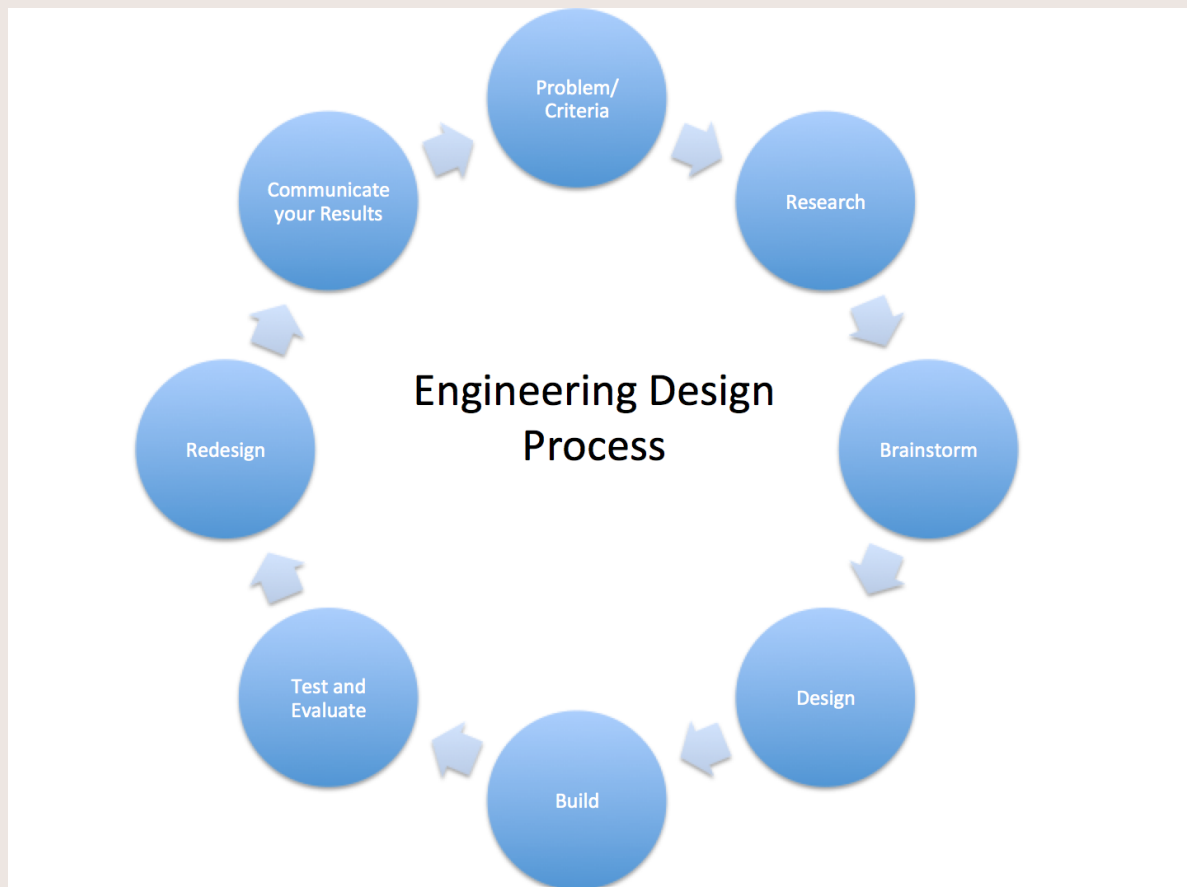 Problem/
Criteria
Research
Brainstorm
Design
Build
Test and
Evaluate
Redesign
Communicate
your Results
Engineering Design
Process